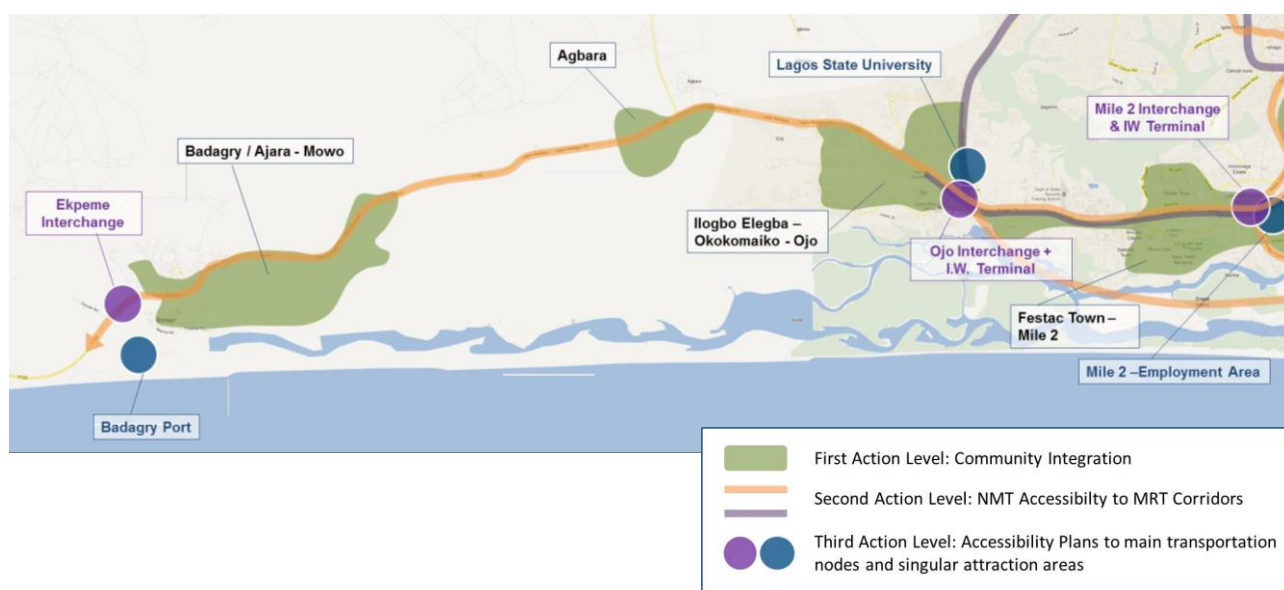 Agbara
Lagos State University
Mile 2 Interchange
& IW Terminal
Badagry / Ajara - Mowo
Ekpeme
Interchange
Ilogbo Elegba –
Okokomaiko - Ojo
Ojo Interchange +
I.W. Terminal
Festac Town –
Mile 2
Mile 2 –Employment Area
Badagry Port
First Action Level: Community Integration
Second Action Level: NMT Accessibilty to MRT Corridors
Third Action Level: Accessibility Plans to main transportation
nodes and singular attraction areas